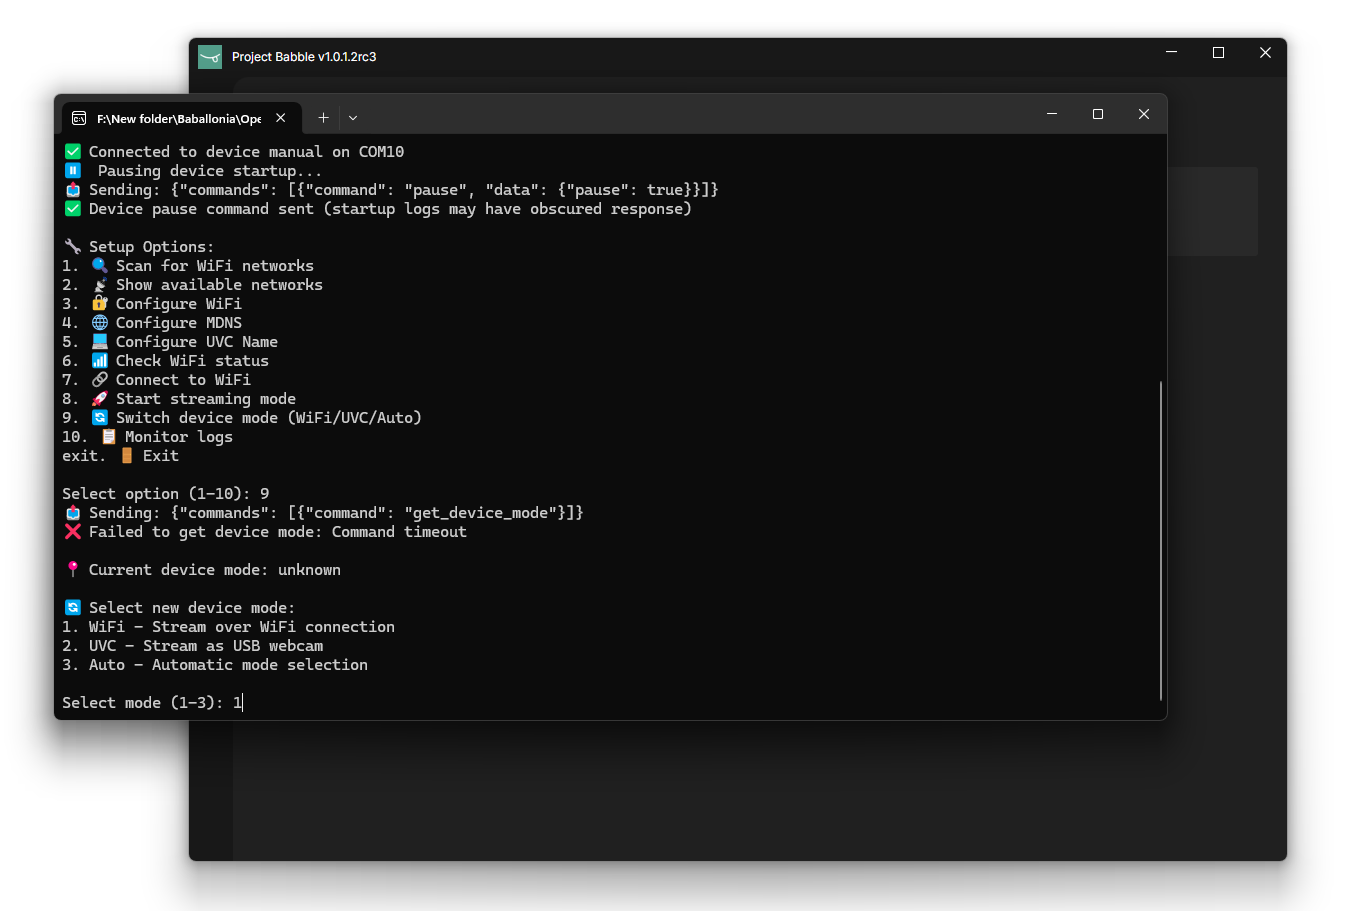 Project Babble v1.0.1.2rc3
F:\New folder\Baballonia\Ope
Connected to device manual on COM10
Pausing device startup...
Sending: {"commands": [{"command": "pause", "data": {"pause": true}}]}
Device pause command sent (startup logs may have obscured response)
Setup Options:
1. Scan for WiFi networks
2. Show available networks
3. Configure WiFi
4. Configure MDNS
5. Configure UVC Name
6. Check WiFi status
7. Connect to WiFi
8. Start streaming mode
9. Switch device mode (WiFi/UVC/Auto)
10. Monitor logs
exit. Exit
Select option (1-10): 9
Sending: {"commands": [{"command": "get_device_mode"}]}
Failed to get device mode: Command timeout
Current device mode: unknown
Select new device mode:
1. WiFi - Stream over WiFi connection
2. UVC - Stream as USB webcam
3. Auto - Automatic mode selection
Select mode (1-3): 1